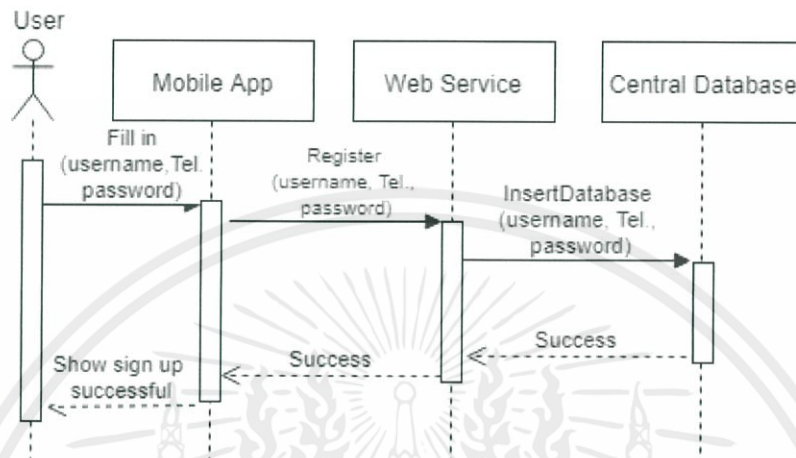 User
Mobile App
Web Service
Central Database
Fill in
(username,Tel.
password)
Register
(username, Tel.,
password)
InsertDatabase
(username, Tel.,
password)
Success
Success
Show sign up
successful